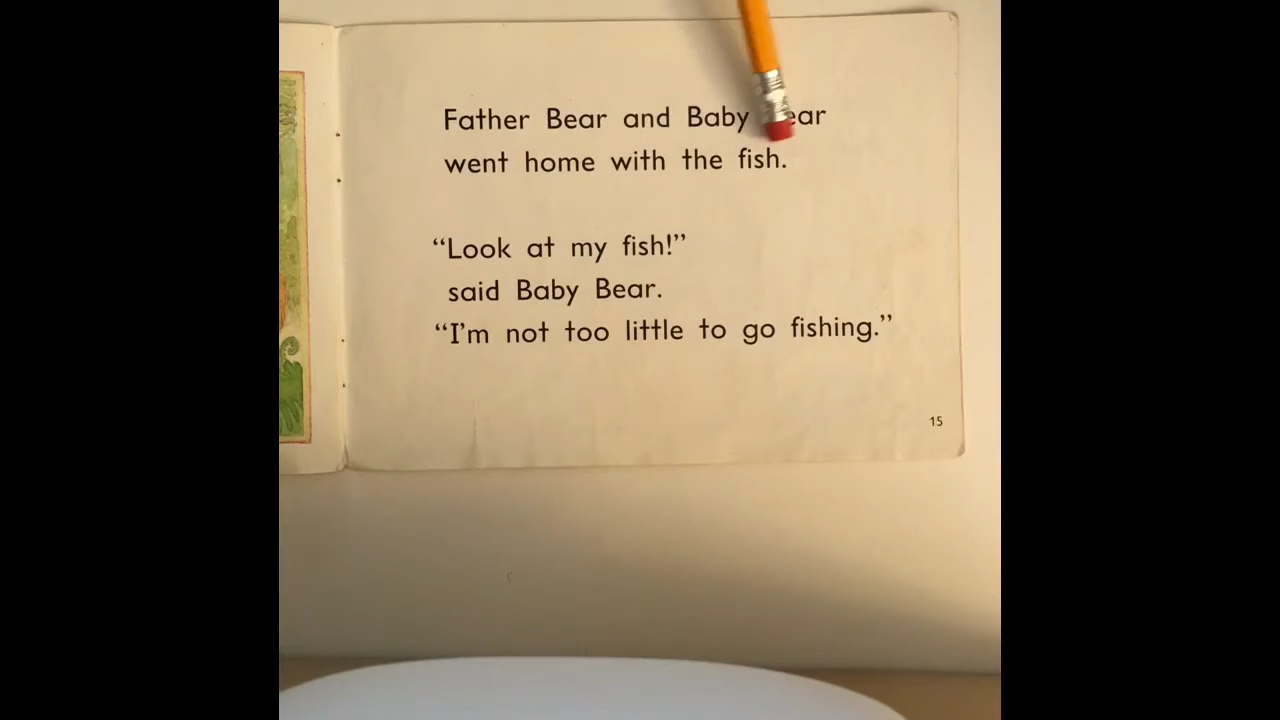 Father Bear and Baby ear
went home with the fish.
“Look at my fish!”
said Baby Bear.
“I’m not too little to go fishing.”
15